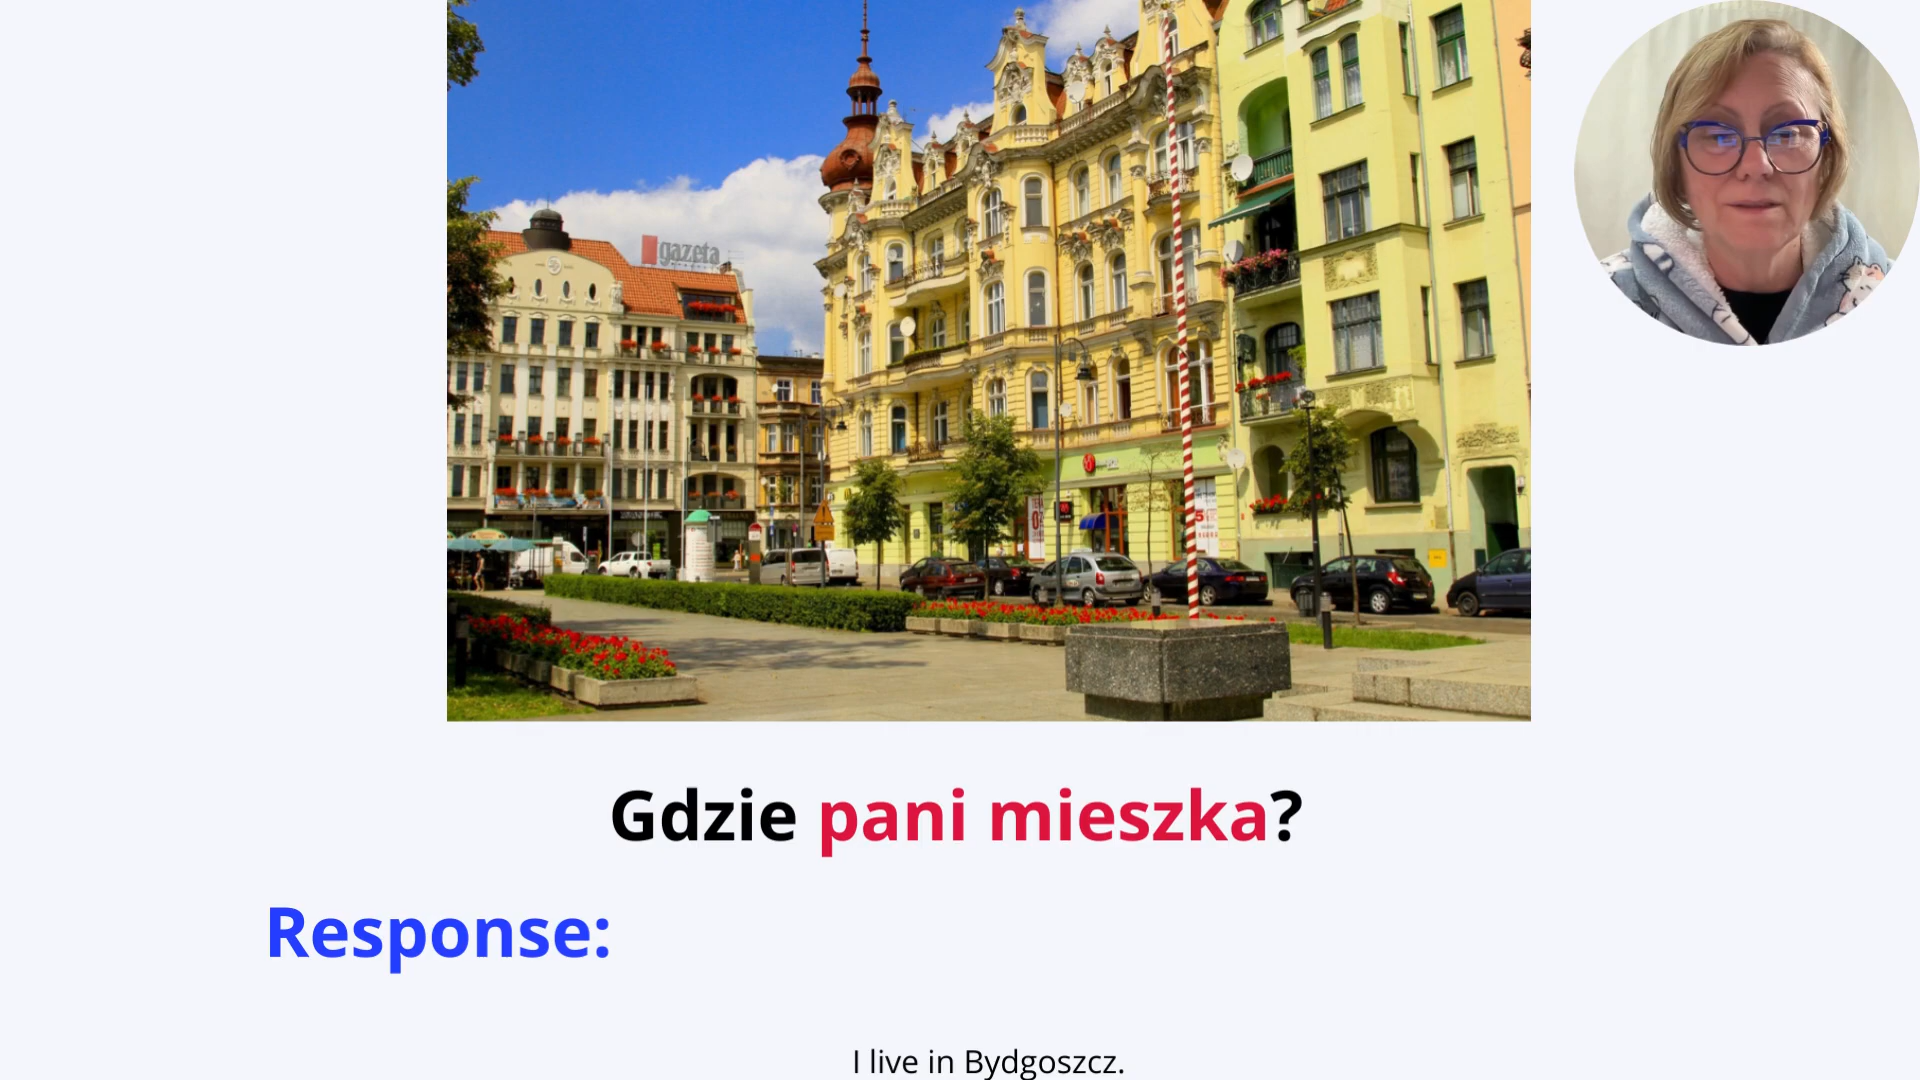 gazeta
Gdzie pani mieszka?
Response:
I live in Bydgoszcz.